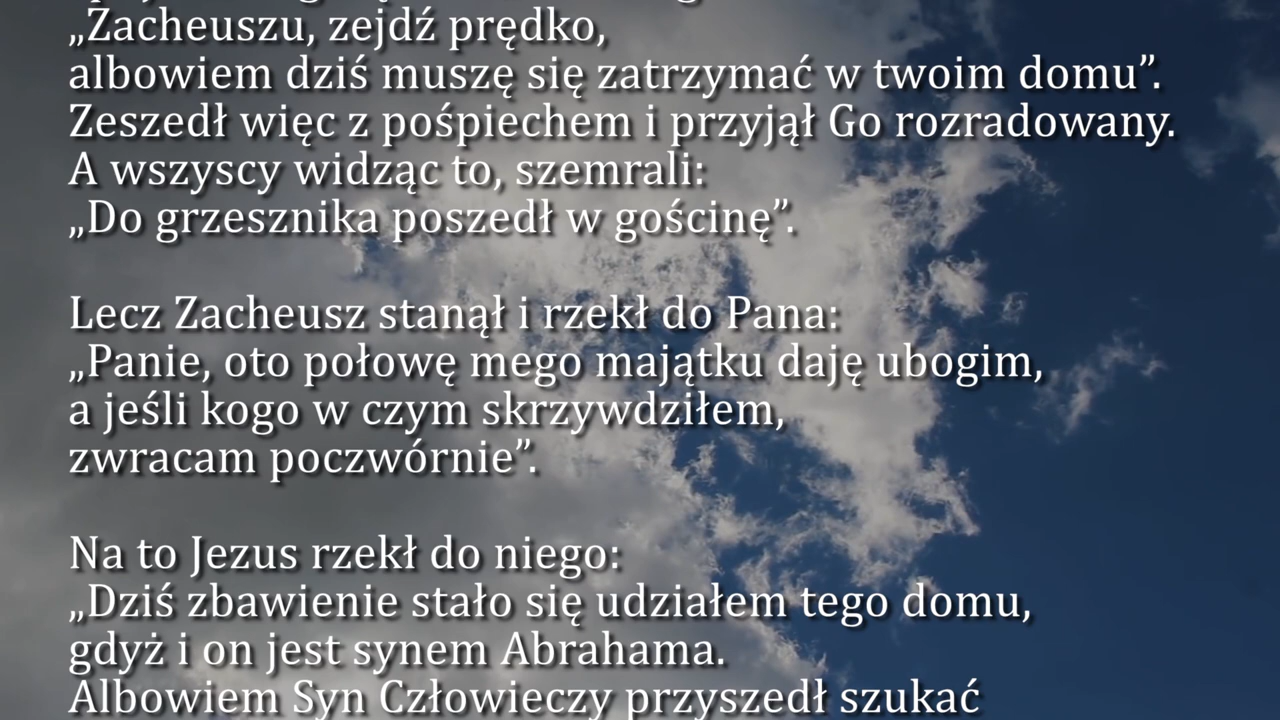 „Zacheuszu, zejdź prędko,
albowiem dziś muszę się zatrzymać w twoim domu”.
Zeszedł więc z pośpiechem i przyjął Go rozradowany.
A wszyscy widząc to, szemrali:
„Do grzesznika poszedł w gościnę”.
Lecz Zacheusz stanął i rzekł do Pana:
„Panie, oto połowę mego majątku daję ubogim,
a jeśli kogo w czym skrzywdziłem,
zwracam poczwórnie”.
Na to Jezus rzekł do niego:
„Dziś zbawienie stało się udziałem tego domu,
gdyż i on jest synem Abrahama.
Albowiem Syn Człowieczy przyszedł szukać